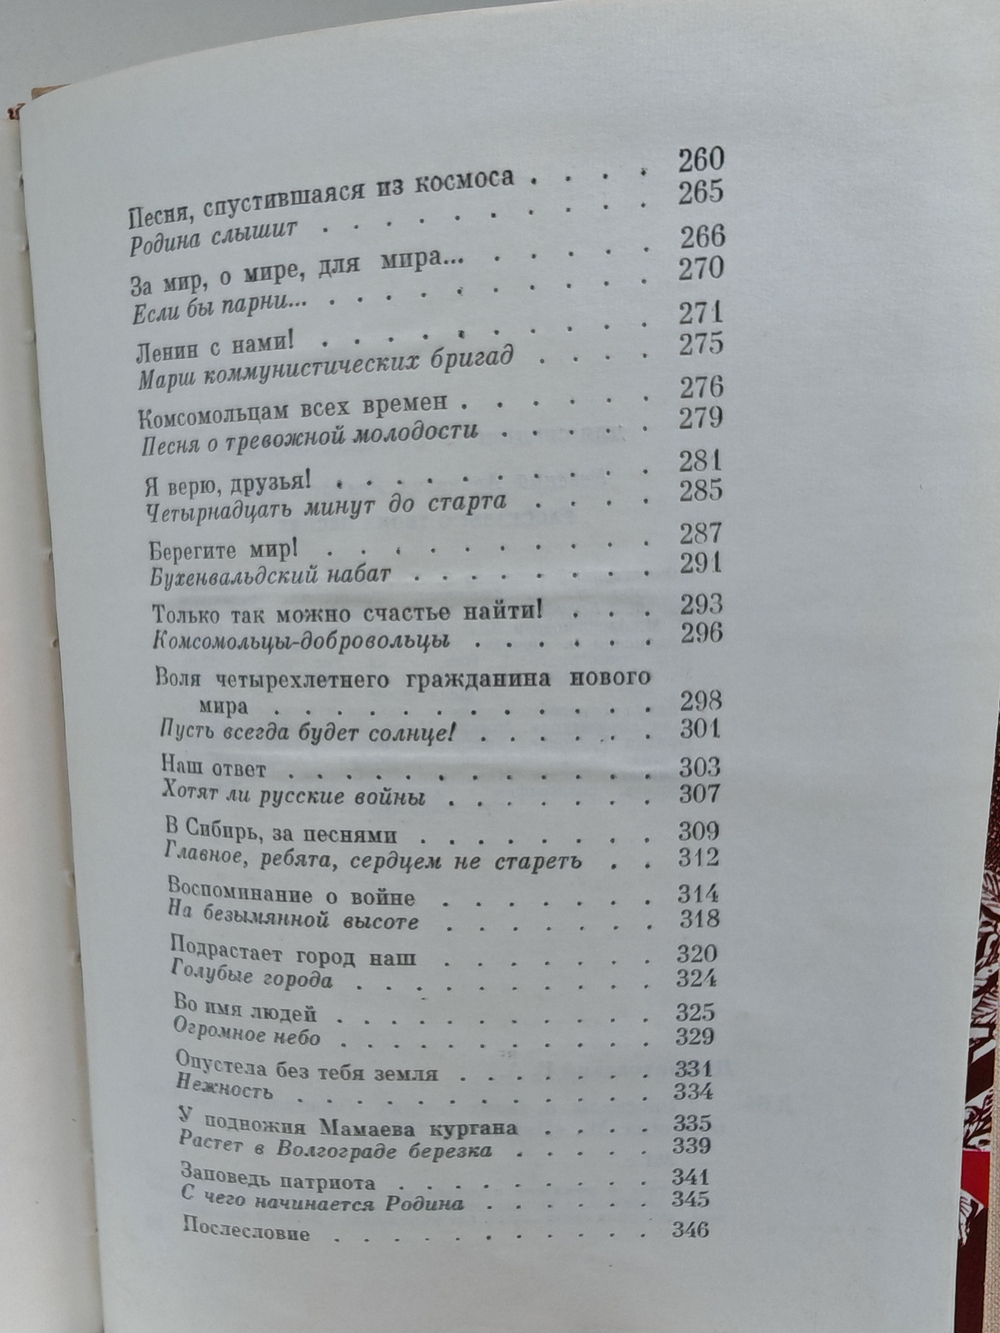 Песня, спустившаяся из космоса . . . . 260
Родина слышит . . . . . . . . . . 265
За мир, о мире, для мира... . . . . . . 266
Если бы парни... . . . . . . . . . . 270
Ленин с нами! . . . . . . . . . . 271
Марш коммунистических бригад . . . . 275
Комсомольцам всех времен . . . . . . 276
Песня о тревожной молодости . . . . . 279
Я верю, друзья! . . . . . . . . . . 281
Четырнадцать минут до старта . . . . 285
Берегите мир! . . . . . . . . . . 287
Бухенвальдский набат . . . . . . . . 291
Только так можно счастье найти! . . . 293
Комсомольцы-добровольцы . . . . . . 296
Воля четырехлетнего гражданина нового
мира . . . . . . . . . . . . 298
Пусть всегда будет солнце! . . . . . . 301
Наш ответ . . . . . . . . . . . . 303
Хотят ли русские войны . . . . . . . 307
В Сибирь, за песнями . . . . . . . . 309
Главное, ребята, сердцем не стареть . . 312
Воспоминание о войне . . . . . . . 314
На безымянной высоте . . . . . . . 318
Подрастает город наш . . . . . . . 320
Голубые города . . . . . . . . . . 324
Во имя людей . . . . . . . . . . 325
Огромное небо . . . . . . . . . . 329
Опустела без тебя земля . . . . . . . 331
Нежность . . . . . . . . . . . . 334
У подножия Мамаева кургана . . . . 335
Растет в Волгограде березка . . . . . 339
Заповедь патриота . . . . . . . . . 341
С чего начинается Родина . . . . . . 345
Послесловие . . . . . . . . . . . 346